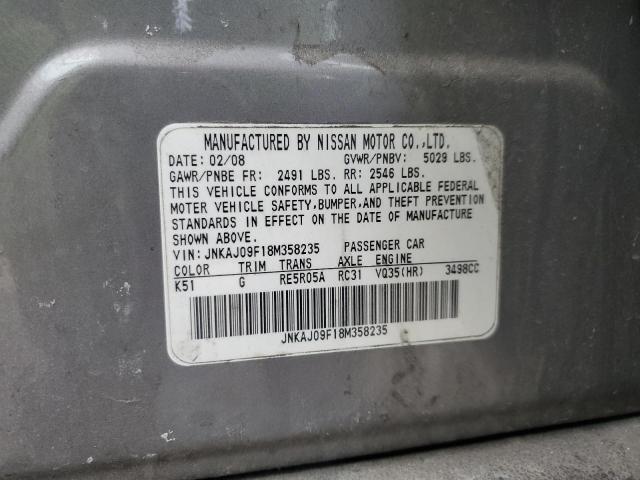 MANUFACTURED BY NISSAN MOTOR CO.,LTD.
DATE: 02/08 GVWR/PNBV: 5029 LBS.
GAWR/PNBE FR: 2491 LBS. RR: 2546 LBS.
THIS VEHICLE CONFORMS TO ALL APPLICABLE FEDERAL
MOTOR VEHICLE SAFETY,BUMPER,AND THEFT PREVENTION
STANDARDS IN EFFECT ON THE DATE OF MANUFACTURE
SHOWN ABOVE.
VIN: JNKAJ09F18M358235 PASSENGER CAR
COLOR TRIM TRANS AXLE ENGINE
K51 G RE5R05A RC31 VQ35(HR) 3498CC
JNKAJ09F18M358235